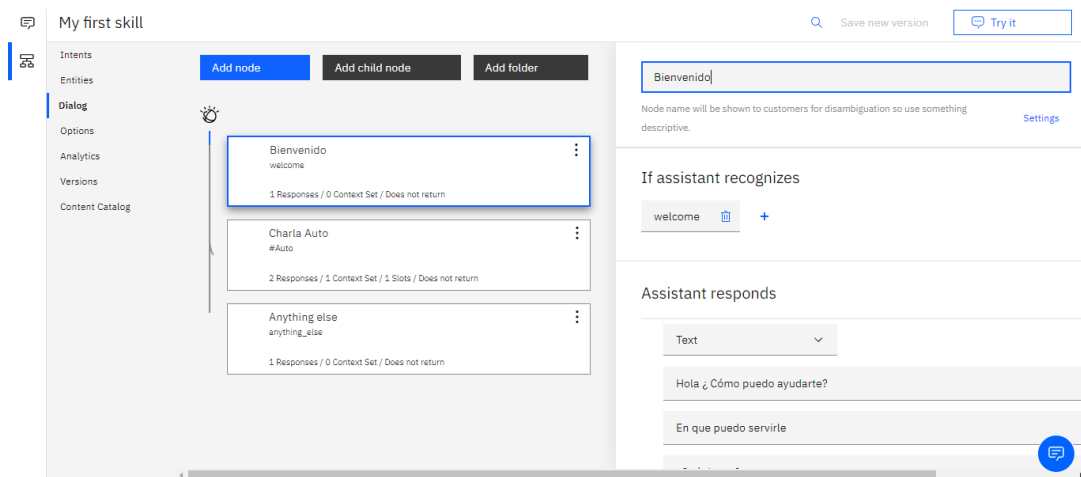 My first skill
Save new version
Try it
Intents
Entities
Dialog
Options
Analytics
Versions
Content Catalog
Add node
Add child node
Add folder
Bienvenido
welcome
1 Responses / 0 Context Set / Does not return
Charla Auto
#Auto
2 Responses / 1 Context Set / 1 Slots / Does not return
Anything else
anything_else
1 Responses / 0 Context Set / Does not return
Bienvenido
Node name will be shown to customers for disambiguation so use something
descriptive.
Settings
If assistant recognizes
welcome
Assistant responds
Text
Hola ¿ Cómo puedo ayudarte?
En que puedo servirle